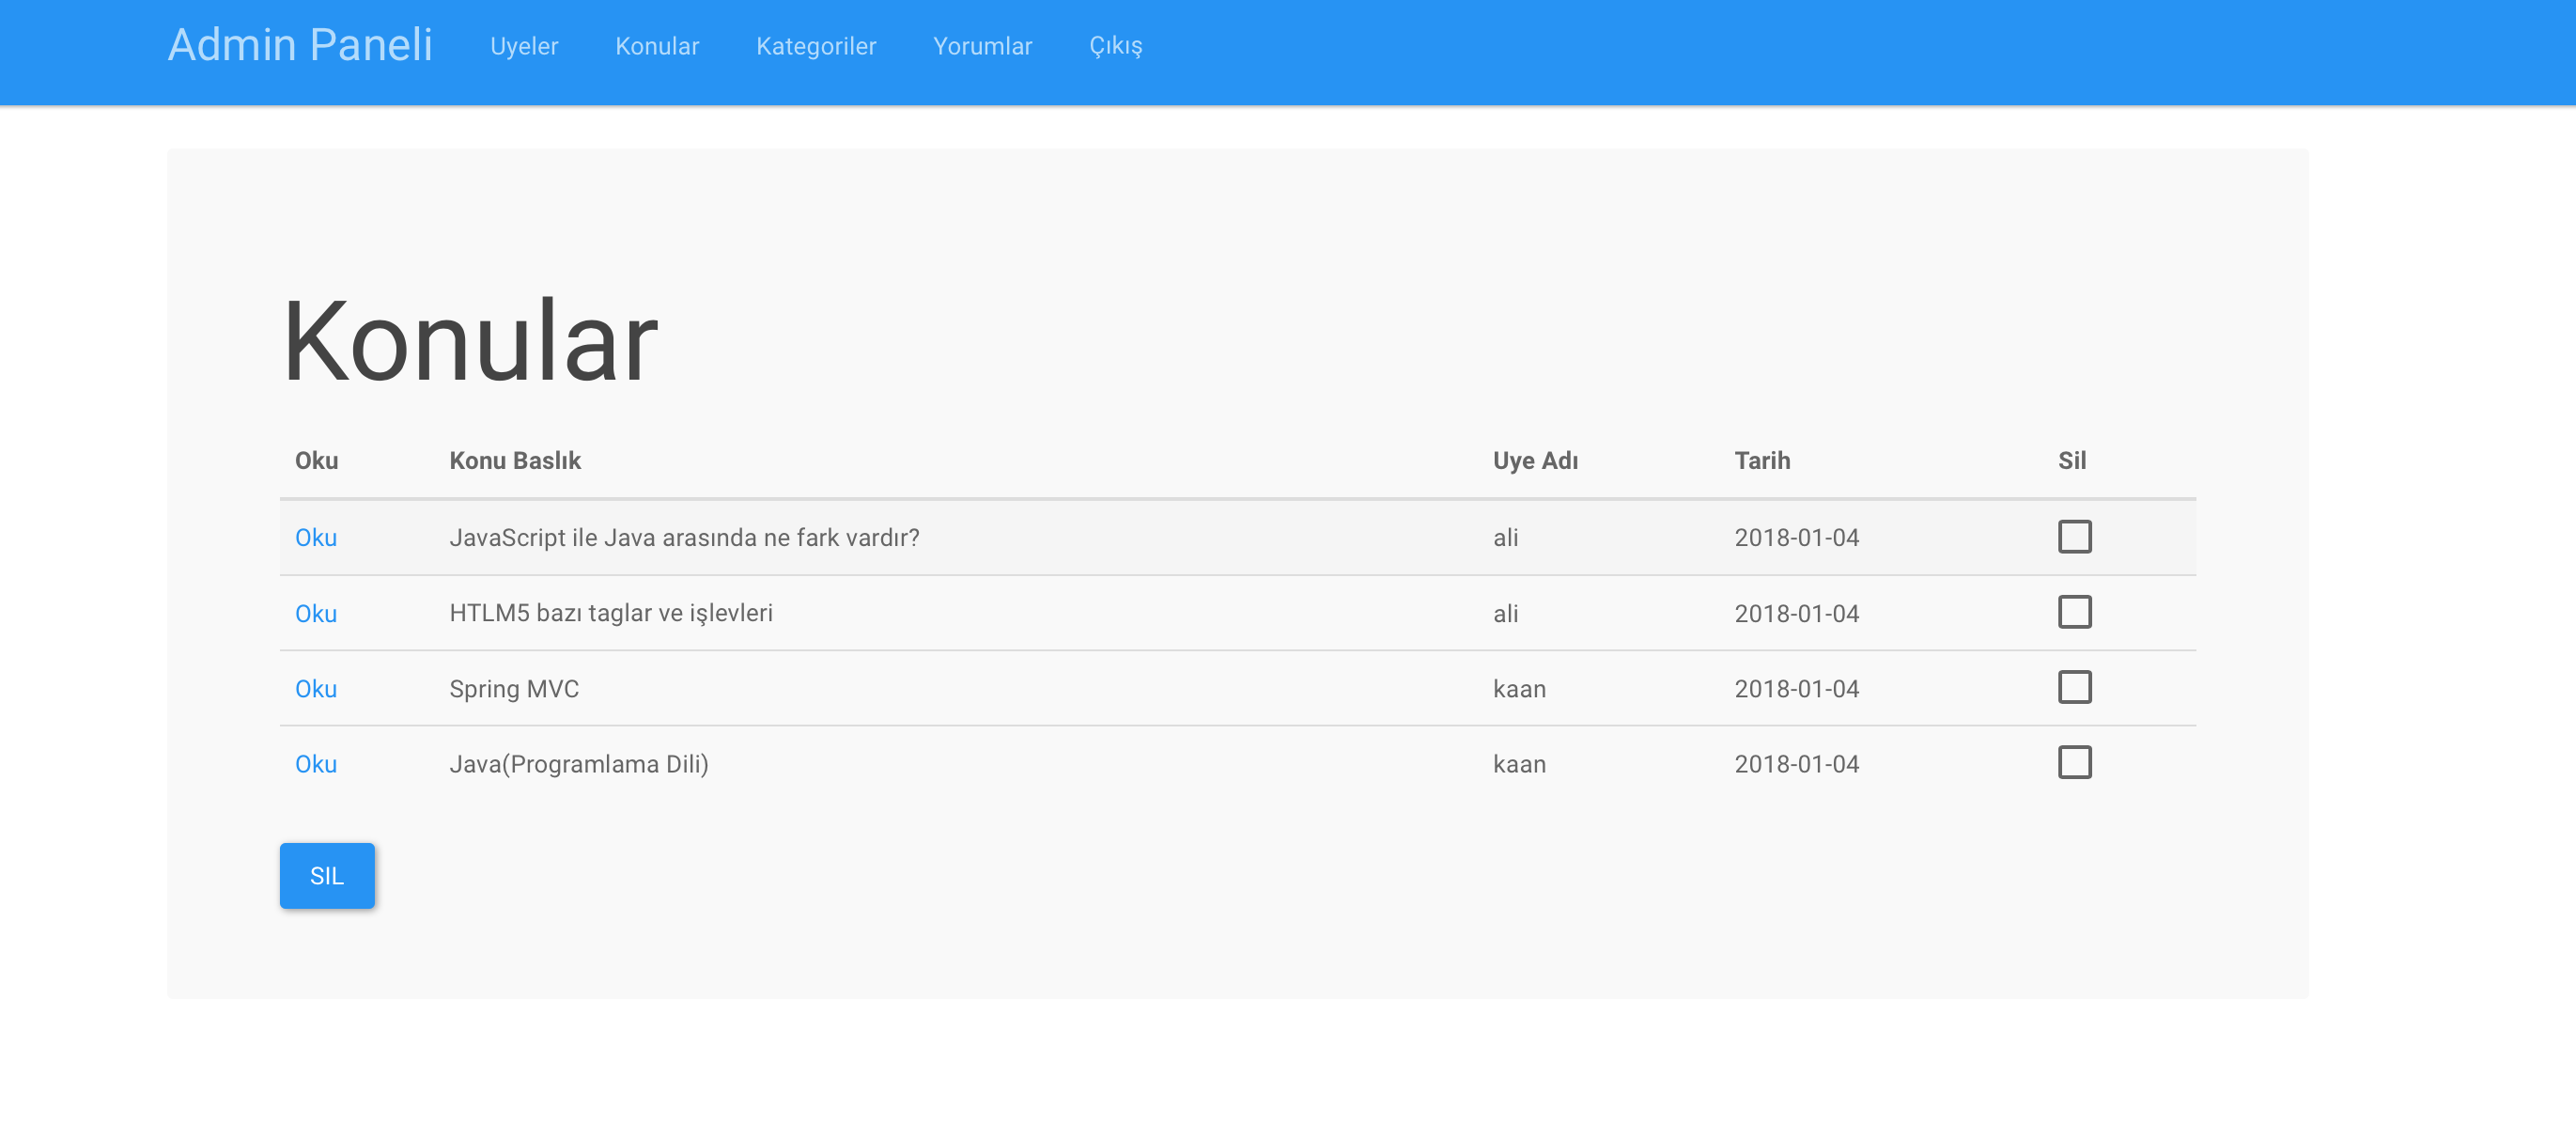 Admin Paneli Uyeler Konular Kategoriler Yorumlar Çıkış
Konular
Oku Konu Baslık Uye Adı Tarih Sil
Oku JavaScript ile Java arasında ne fark vardır? ali 2018-01-04
Oku HTLM5 bazı taglar ve işlevleri ali 2018-01-04
Oku Spring MVC kaan 2018-01-04
Oku Java(Programlama Dili) kaan 2018-01-04
SIL